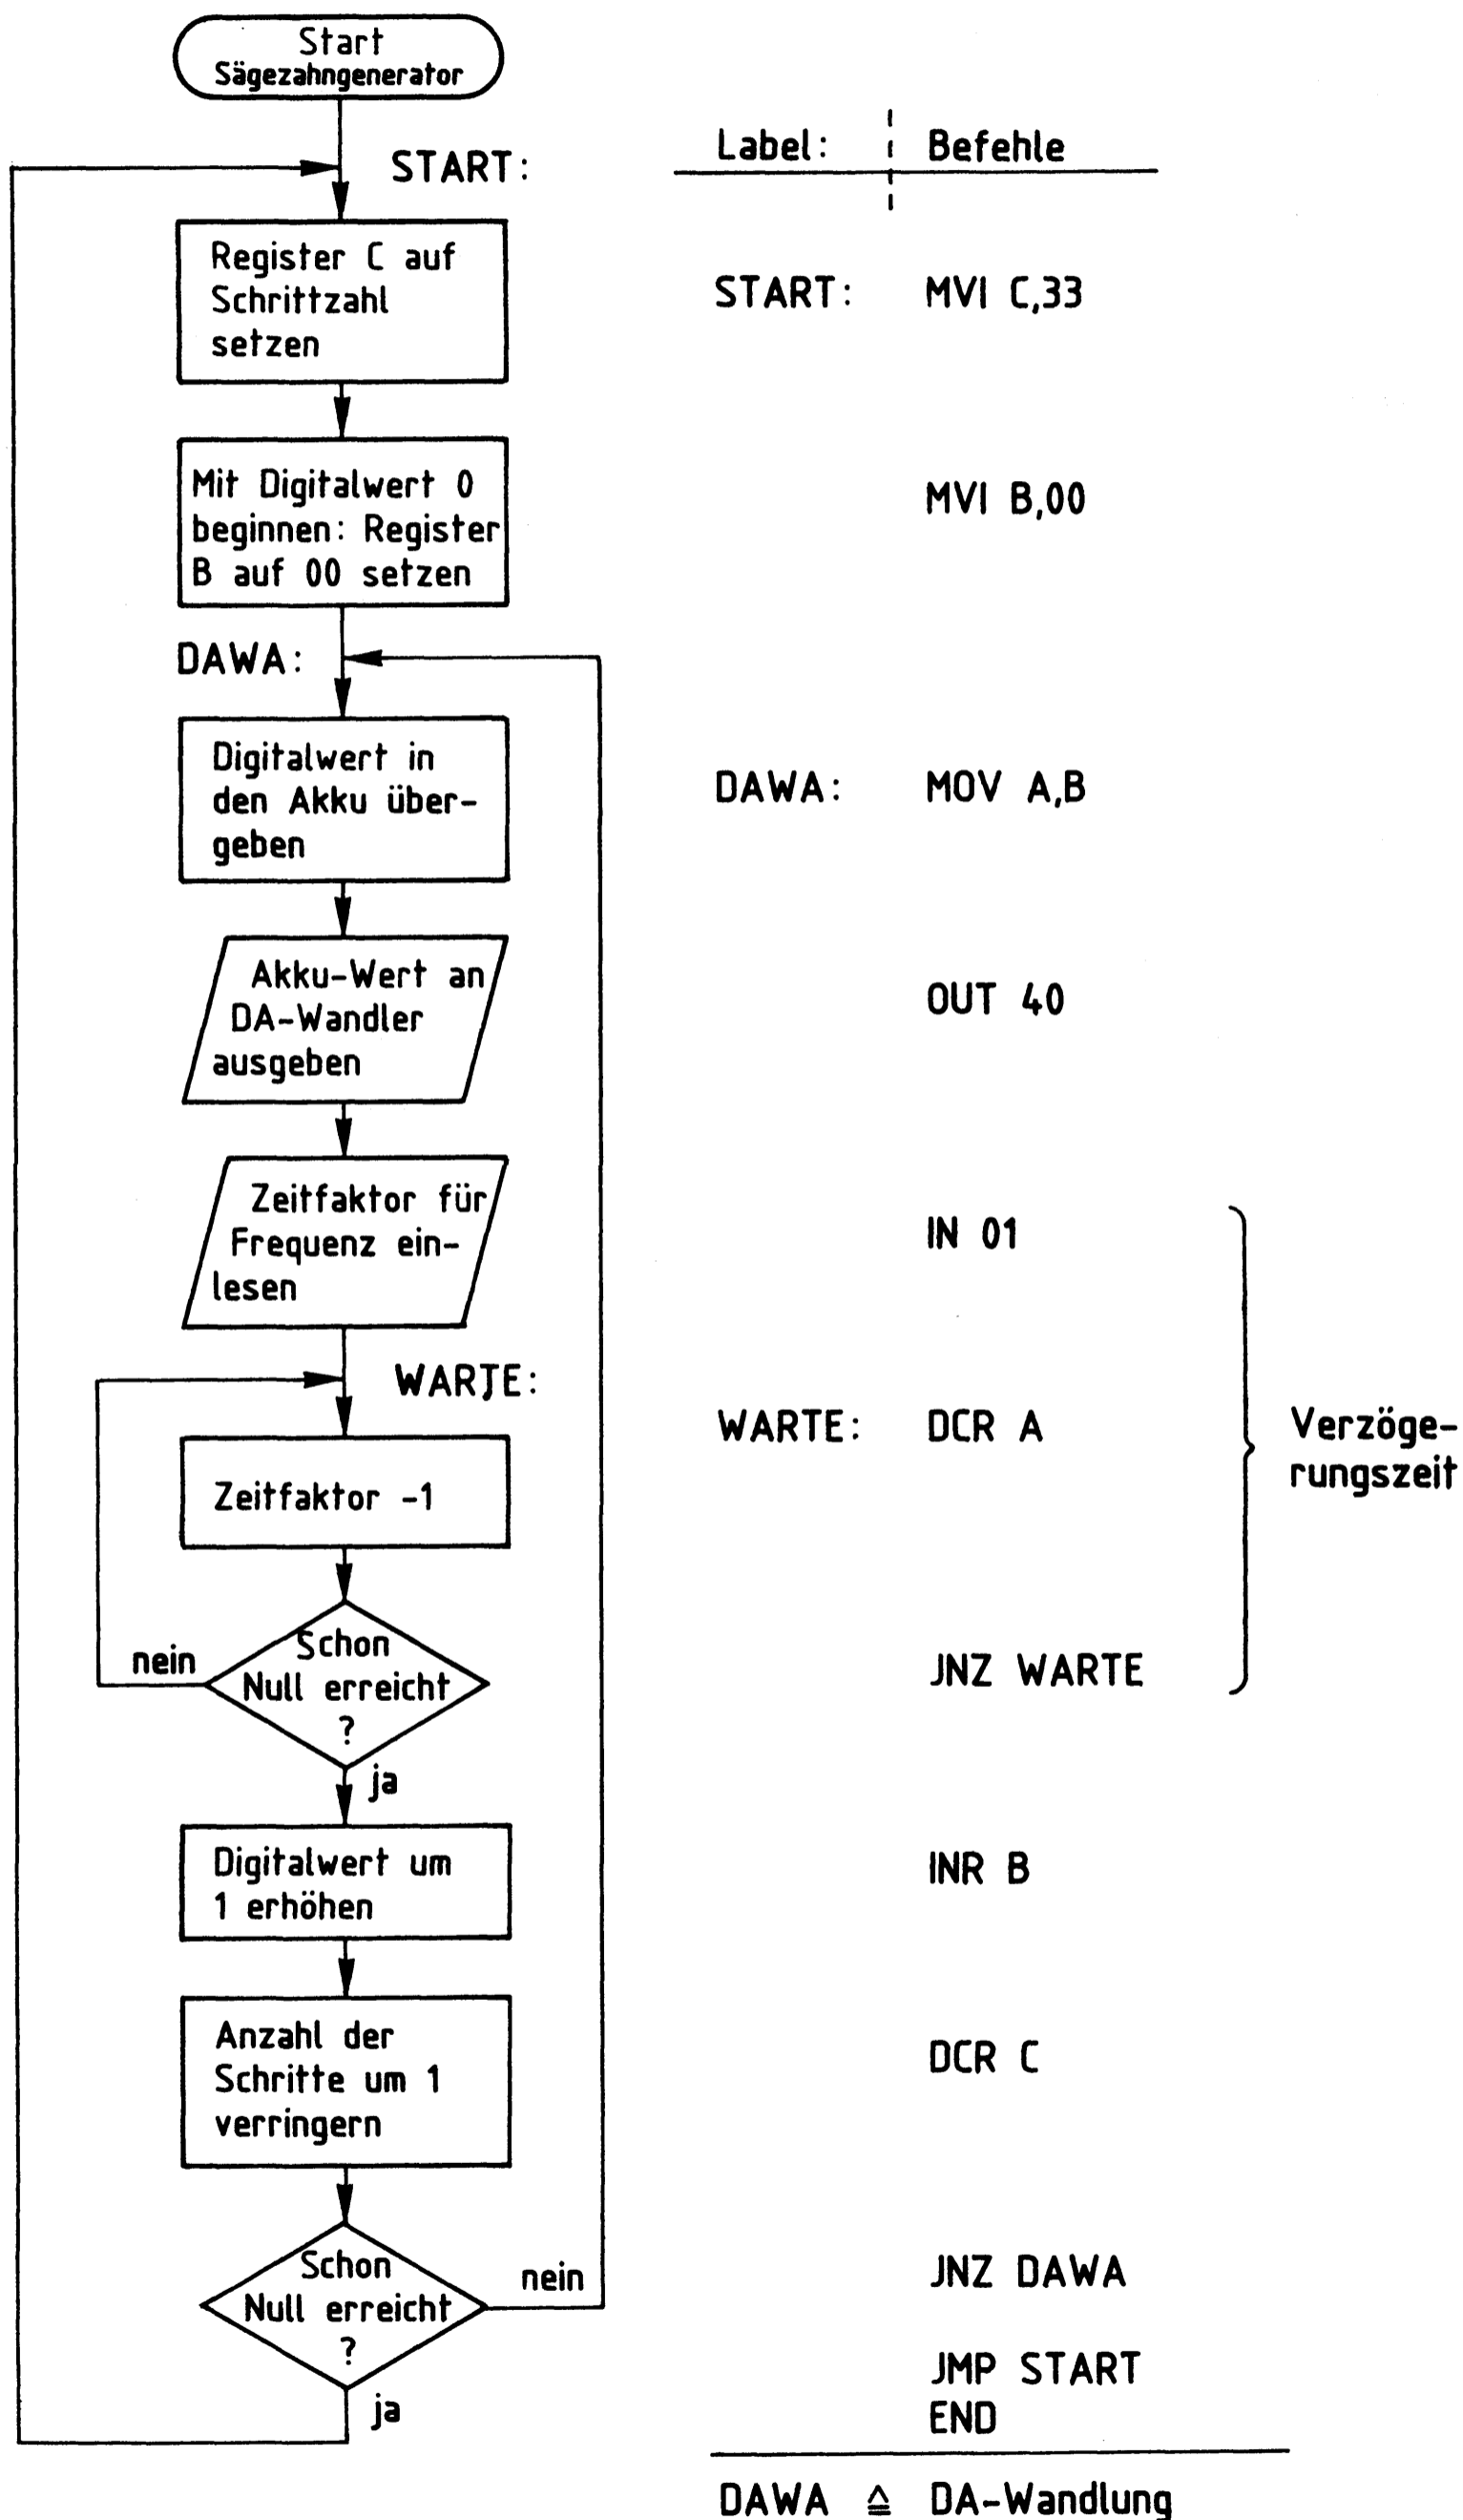 Start
Sägezahngenerator
START:
Register C auf
Schrittzahl
setzen
Mit Digitalwert 0
beginnen: Register
B auf 00 setzen
DAWA:
Digitalwert in
den Akku über-
geben
Akku-Wert an
DA-Wandler
ausgeben
Zeitfaktor für
Frequenz ein-
lesen
WARTE:
Zeitfaktor -1
Schon
Null erreicht
?
nein
ja
Digitalwert um
1 erhöhen
Anzahl der
Schritte um 1
verringern
Schon
Null erreicht
?
nein
ja
Label: Befehle
START: MVI C,33
MVI B,00
DAWA: MOV A,B
OUT 40
IN 01
WARTE: DCR A
JNZ WARTE
Verzöge-
rungszeit
INR B
DCR C
JNZ DAWA
JMP START
END
DAWA ≙ DA-Wandlung